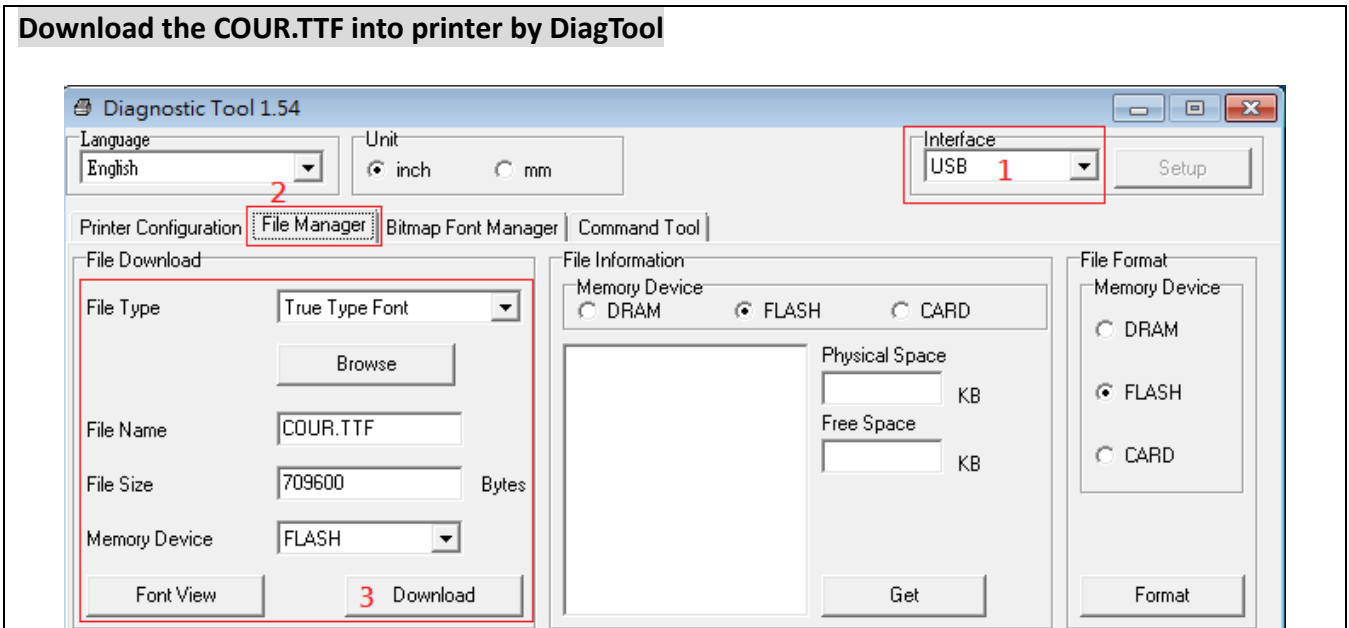 Download the COUR.TTF into printer by DiagTool
Diagnostic Tool 1.54
Language
English
2
Unit
inch
mm
Interface
USB 1
Setup
Printer Configuration
File Manager
Bitmap Font Manager
Command Tool
File Download
File Type
True Type Font
Browse
File Name
COUR.TTF
File Size
709600
Bytes
Memory Device
FLASH
Font View
3 Download
File Information
Memory Device
DRAM
FLASH
CARD
Physical Space
KB
Free Space
KB
Get
File Format
Memory Device
DRAM
FLASH
CARD
Format